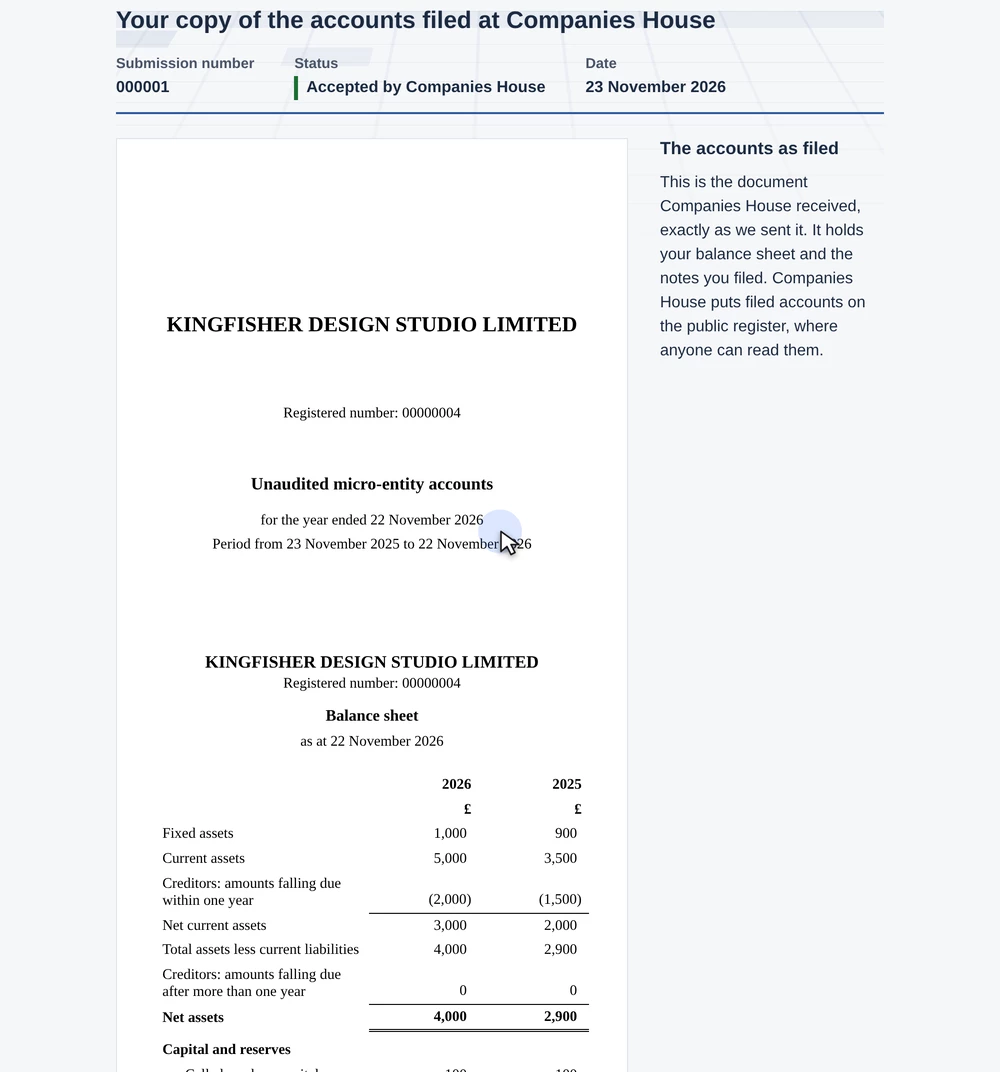 Your copy of the accounts filed at Companies House
Submission number Status Date
000001 Accepted by Companies House 23 November 2026
KINGFISHER DESIGN STUDIO LIMITED
Registered number: 00000004
Unaudited micro-entity accounts
for the year ended 22 November 2026
Period from 23 November 2025 to 22 November 26
KINGFISHER DESIGN STUDIO LIMITED
Registered number: 00000004
Balance sheet
as at 22 November 2026
2026 2025
£ £
Fixed assets 1,000 900
Current assets 5,000 3,500
Creditors: amounts falling due
within one year (2,000) (1,500)
Net current assets 3,000 2,000
Total assets less current liabilities 4,000 2,900
Creditors: amounts falling due
after more than one year 0 0
Net assets 4,000 2,900
Capital and reserves
The accounts as filed
This is the document
Companies House received,
exactly as we sent it. It holds
your balance sheet and the
notes you filed. Companies
House puts filed accounts on
the public register, where
anyone can read them.